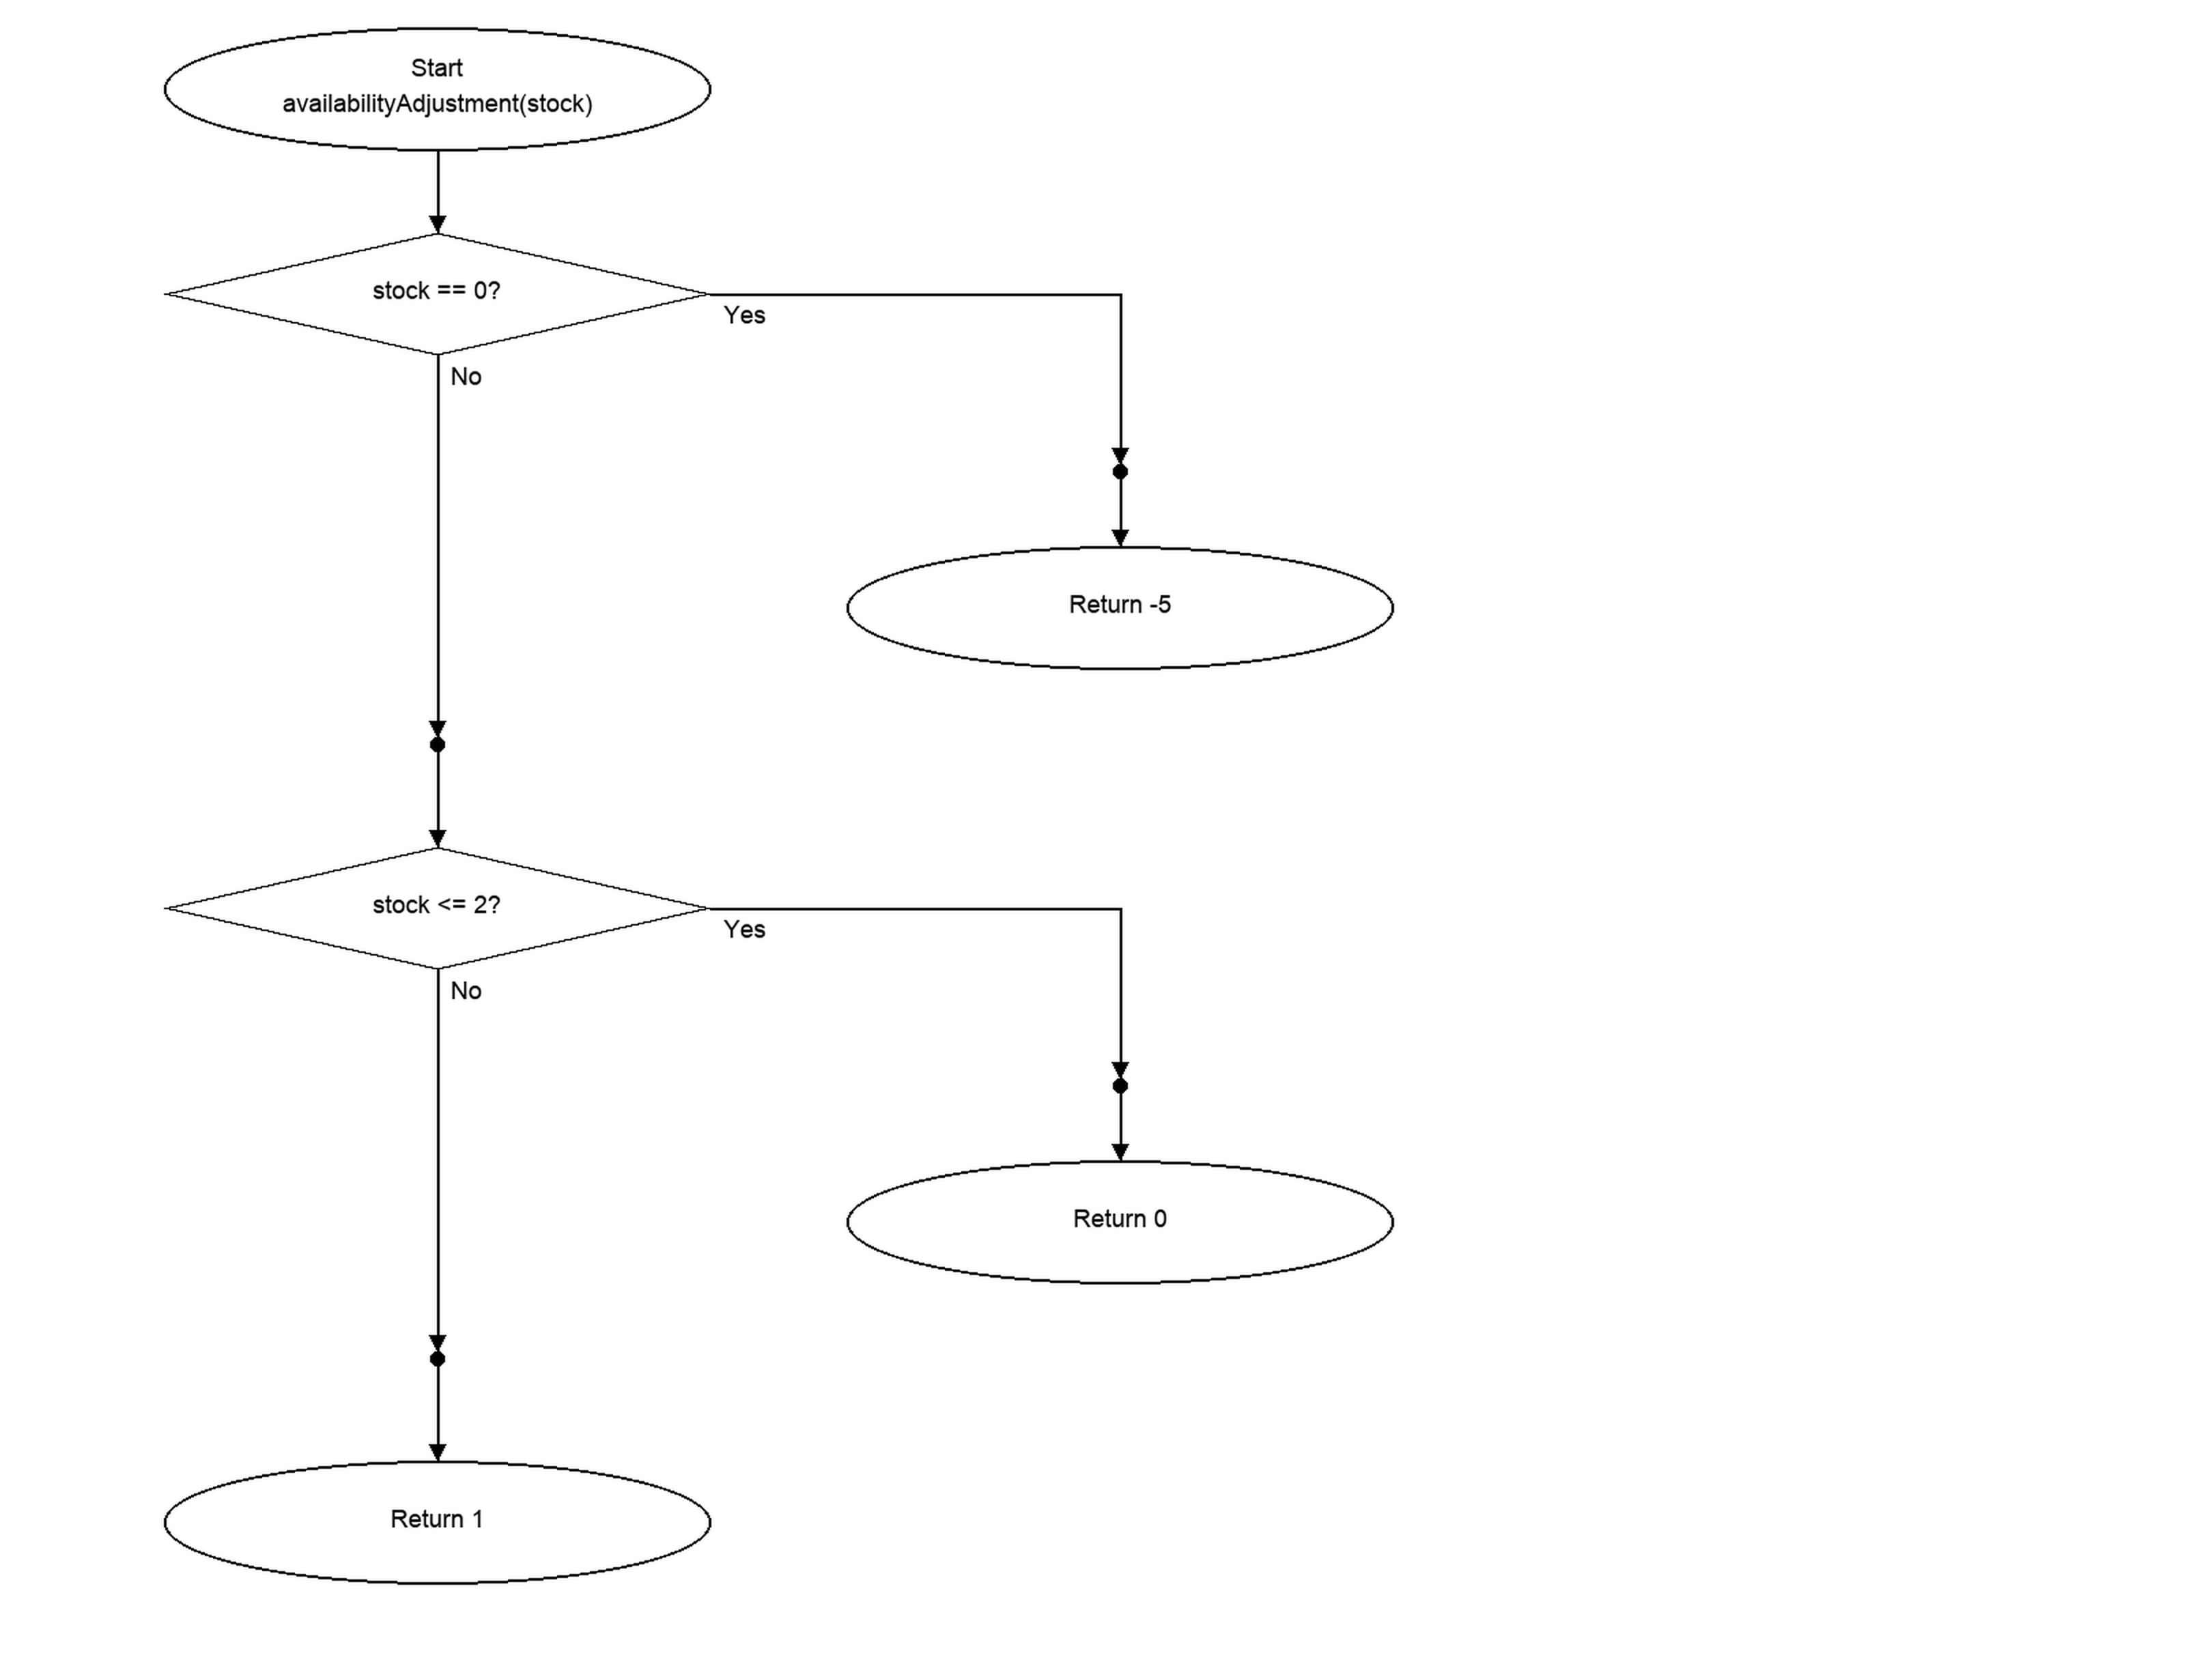 Start
availabilityAdjustment(stock)
stock == 0?
Yes
No
Return -5
stock <= 2?
Yes
No
Return 0
Return 1